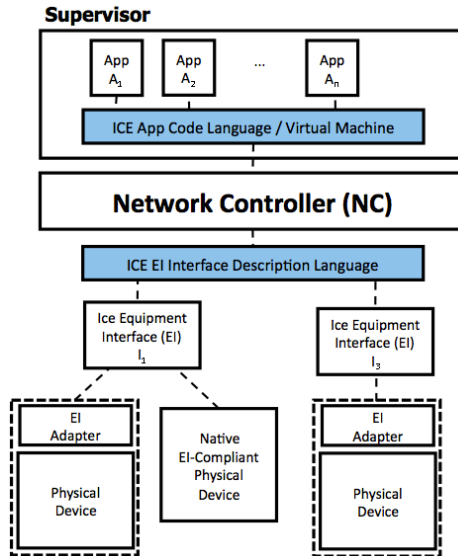 Supervisor
App
A1
App
A2
...
App
An
ICE App Code Language / Virtual Machine
Network Controller (NC)
ICE EI Interface Description Language
Ice Equipment
Interface (EI)
I1
Ice Equipment
Interface (EI)
I3
EI
Adapter
Physical
Device
Native
EI-Compliant
Physical
Device
EI
Adapter
Physical
Device